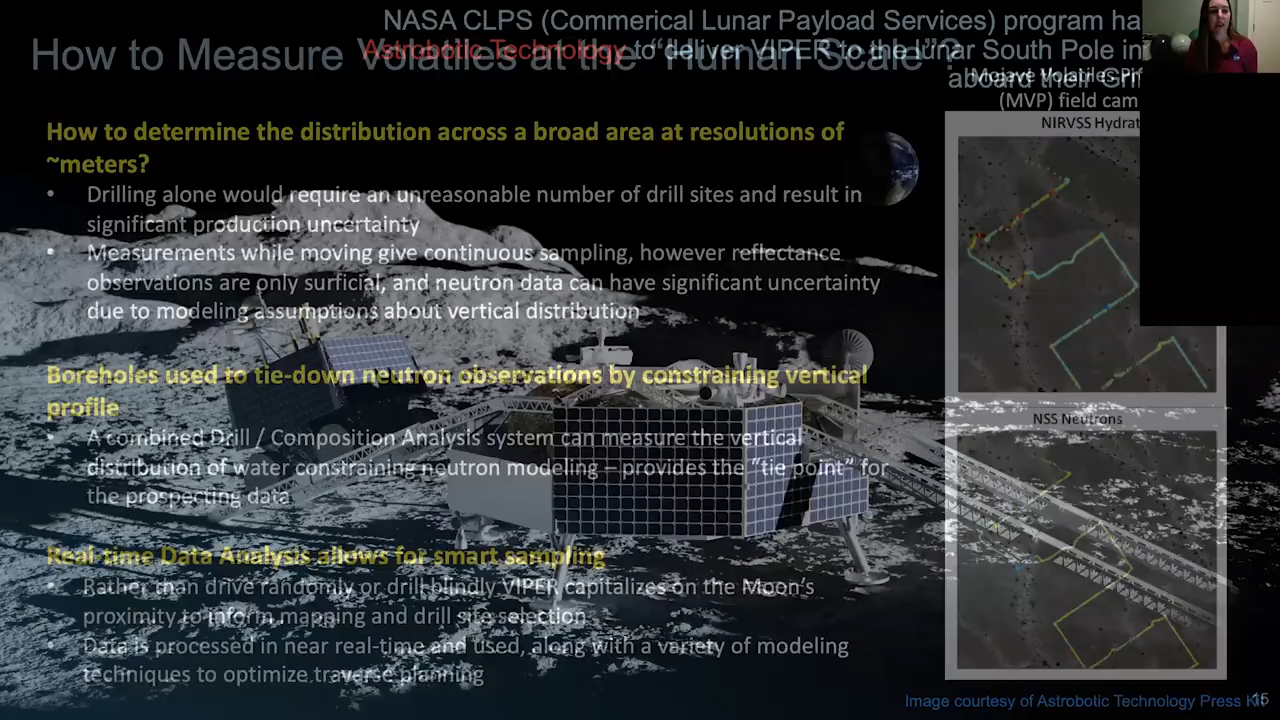 NASA CLPS (Commerical Lunar Payload Services) program ha
Astrobotic Technology to deliver VIPER to the lunar South Pole in
aboard their Grif
How to Measure Volatiles at the “Human Scale”?
Mojave Volatiles Pr
(MVP) field cam
NIRVSS Hydrat
How to determine the distribution across a broad area at resolutions of
~meters?
• Drilling alone would require an unreasonable number of drill sites and result in
significant production uncertainty
• Measurements while moving give continuous sampling, however reflectance
observations are only surficial, and neutron data can have significant uncertainty
due to modeling assumptions about vertical distribution
Boreholes used to tie-down neutron observations by constraining vertical
profile
• A combined Drill / Composition Analysis system can measure the vertical
distribution of water constraining neutron modeling – provides the “tie point” for
the prospecting data
NSS Neutrons
Real-time Data Analysis allows for smart sampling
• Rather than drive randomly or drill blindly VIPER capitalizes on the Moon’s
proximity to inform mapping and drill site selection
• Data is processed in near real-time and used, along with a variety of modeling
techniques to optimize traverse planning
Image courtesy of Astrobotic Technology Press Kit
15